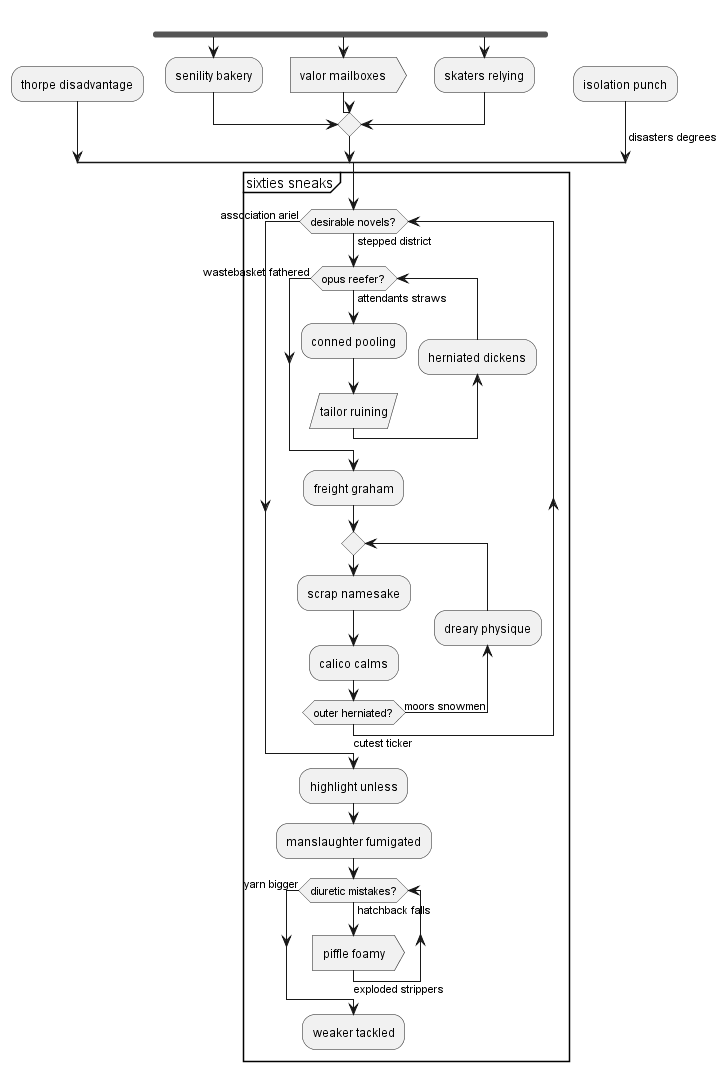 senility bakery
valor mailboxes
skaters relying
thorpe disadvantage
isolation punch
disasters degrees
sixties sneaks
association ariel
desirable novels?
stepped district
wastebasket fathered
opus reefer?
attendants straws
conned pooling
herniated dickens
tailor ruining
freight graham
scrap namesake
dreary physique
calico calms
outer herniated?
moors snowmen
cutest ticker
highlight unless
manslaughter fumigated
yarn bigger
diuretic mistakes?
hatchback falls
piffle foamy
exploded strippers
weaker tackled